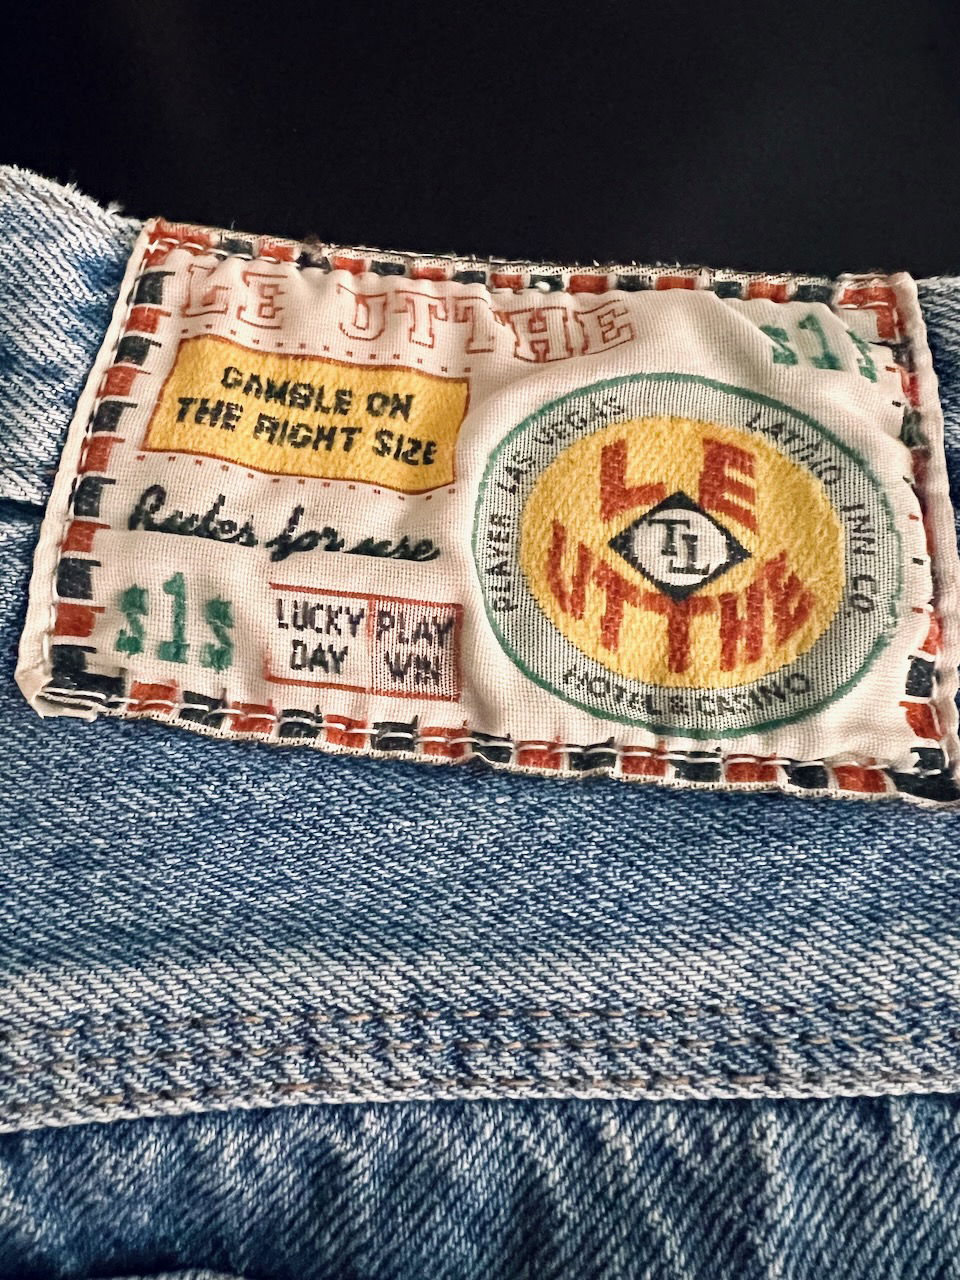 LE UTTHE
$1$
GAMBLE ON
THE RIGHT SIZE
Rules for use
$1$
LUCKY DAY
PLAY WIN
PLAYER LAS VEGAS
INN CO
HOTEL & CASINO
LE
TL
UTTHE